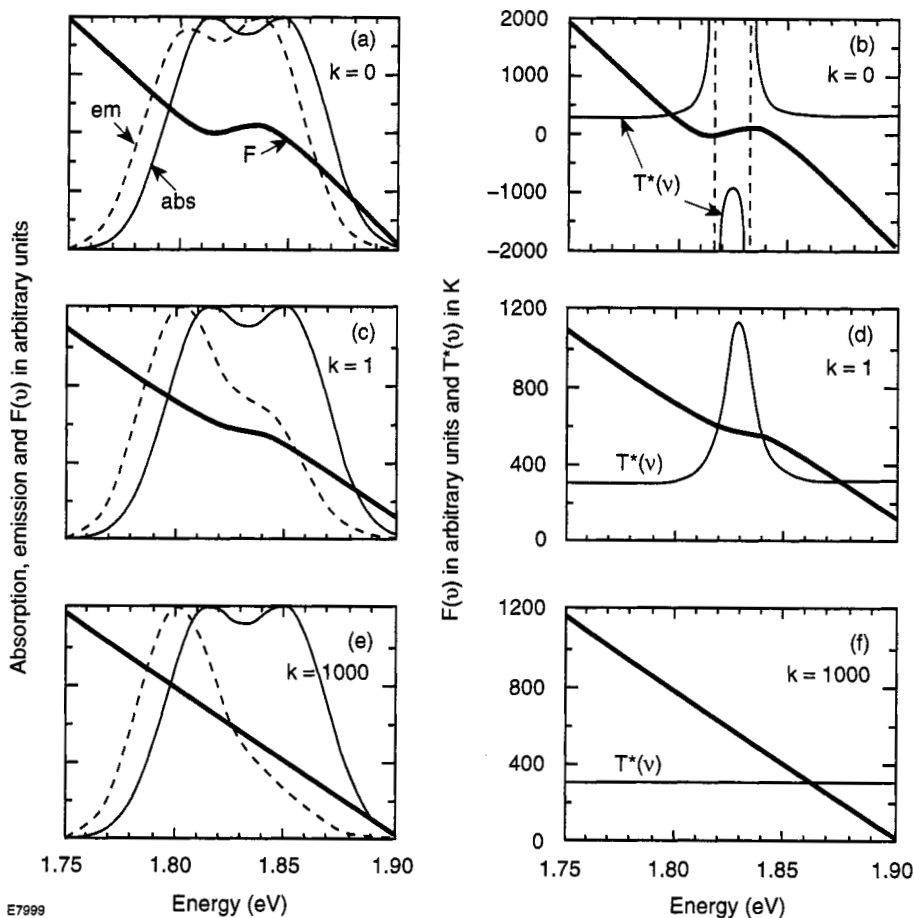 Absorption, emission and F(υ) in arbitrary units
(a)
k = 0
em
F
abs
(c)
k = 1
(e)
k = 1000
1.75
1.80
1.85
1.90
Energy (eV)
F(υ) in arbitrary units and T*(ν) in K
2000
1000
0
−1000
−2000
(b)
k = 0
T*(ν)
1200
800
400
0
(d)
k = 1
T*(ν)
1200
800
400
0
(f)
k = 1000
T*(ν)
1.75
1.80
1.85
1.90
Energy (eV)
E7999